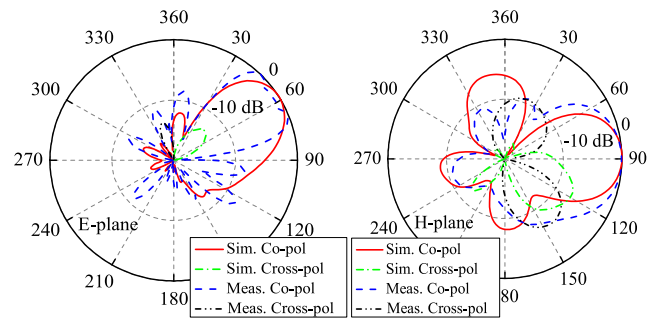 360
330
30
300
0
60
-10 dB
270
90
E-plane
240
120
210
180
Sim. Co-pol
Sim. Cross-pol
Meas. Co-pol
Meas. Cross-pol
360
330
30
300
60
0
-10 dB
270
90
H-plane
240
120
150
80
Sim. Co-pol
Sim. Cross-pol
Meas. Co-pol
Meas. Cross-pol